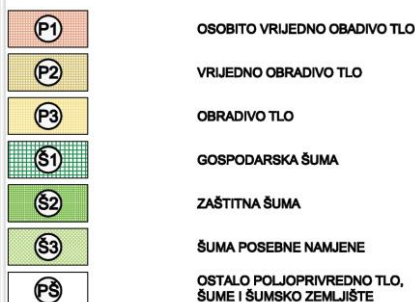 P1 OSOBITO VRIJEDNO OBADIVO TLO
P2 VRIJEDNO OBRADIVO TLO
P3 OBRADIVO TLO
Š1 GOSPODARSKA ŠUMA
Š2 ZAŠTITNA ŠUMA
Š3 ŠUMA POSEBNE NAMJENE
PŠ OSTALO POLJOPRIVREDNO TLO,
ŠUME I ŠUMSKO ZEMLJIŠTE